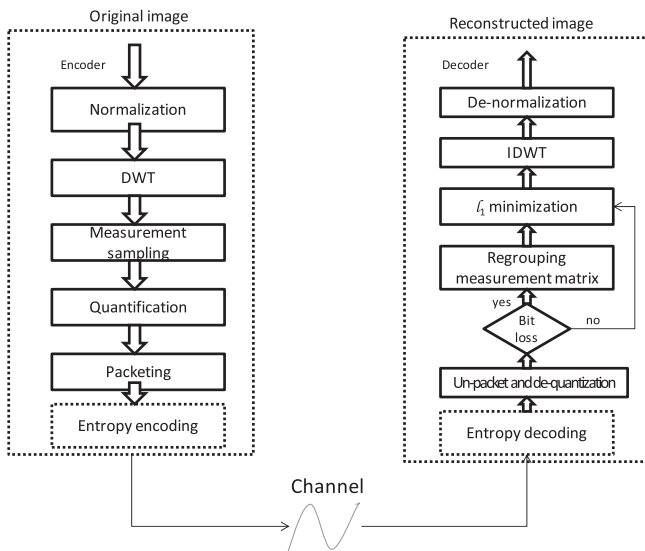 Original image
Encoder
Normalization
DWT
Measurement
sampling
Quantification
Packeting
Entropy encoding
Channel
Reconstructed image
Decoder
De-normalization
IDWT
l1 minimization
Regrouping
measurement matrix
yes
Bit
loss
no
Un-packet and de-quantization
Entropy decoding